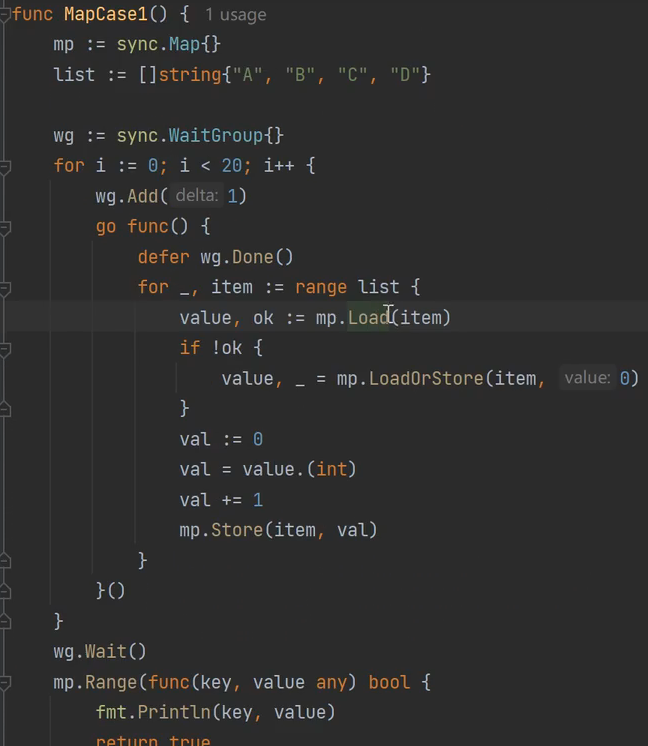 func MapCase1() { 1 usage
    mp := sync.Map{}
    list := []string{"A", "B", "C", "D"}

    wg := sync.WaitGroup{}
    for i := 0; i < 20; i++ {
        wg.Add( delta: 1)
        go func() {
            defer wg.Done()
            for _, item := range list {
                value, ok := mp.Load(item)
                if !ok {
                    value, _ = mp.LoadOrStore(item, value: 0)
                }
                val := 0
                val = value.(int)
                val += 1
                mp.Store(item, val)
            }
        }()
    }
    wg.Wait()
    mp.Range(func(key, value any) bool {
        fmt.Println(key, value)
        return true